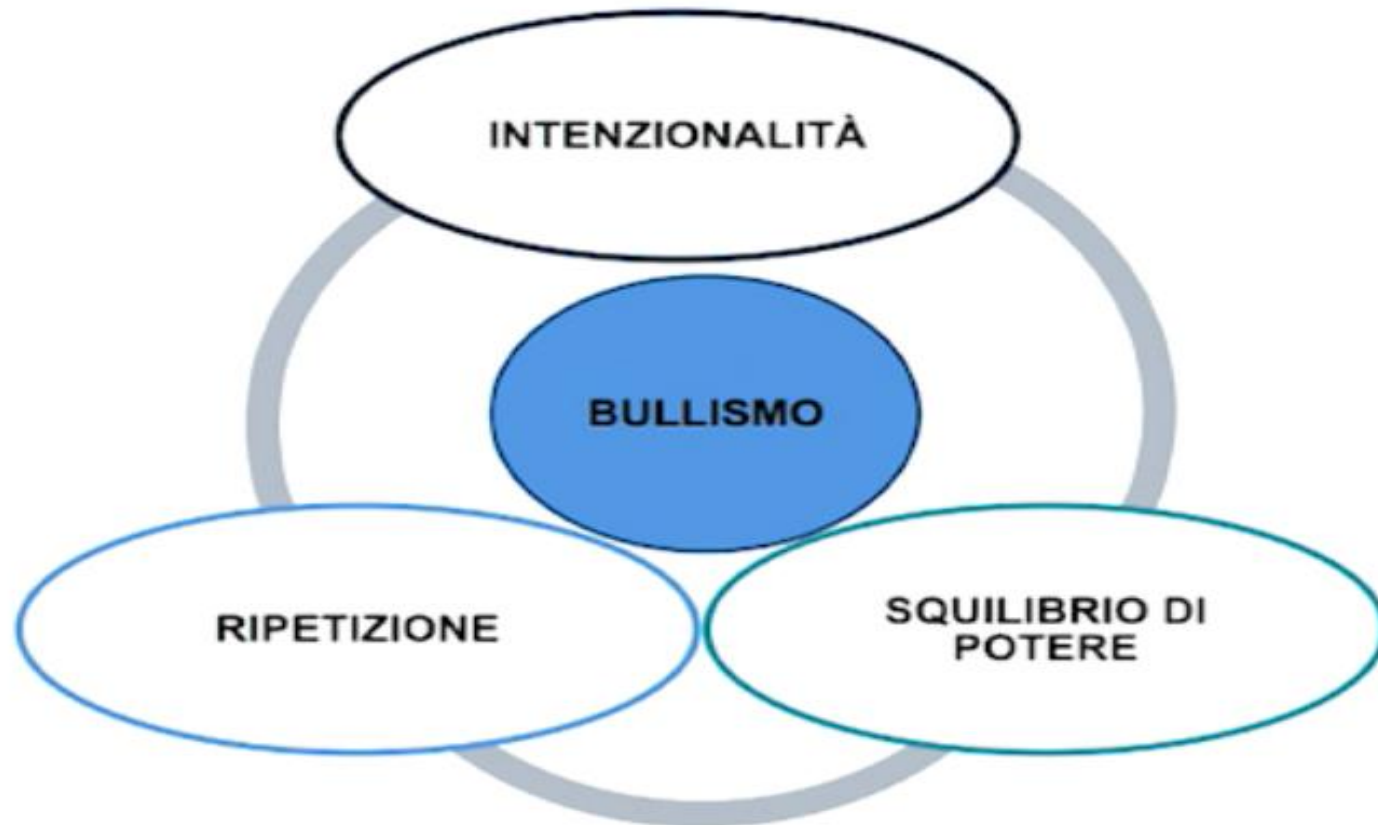 INTENZIONALITÀ
BULLISMO
RIPETIZIONE
SQUILIBRIO DI
POTERE